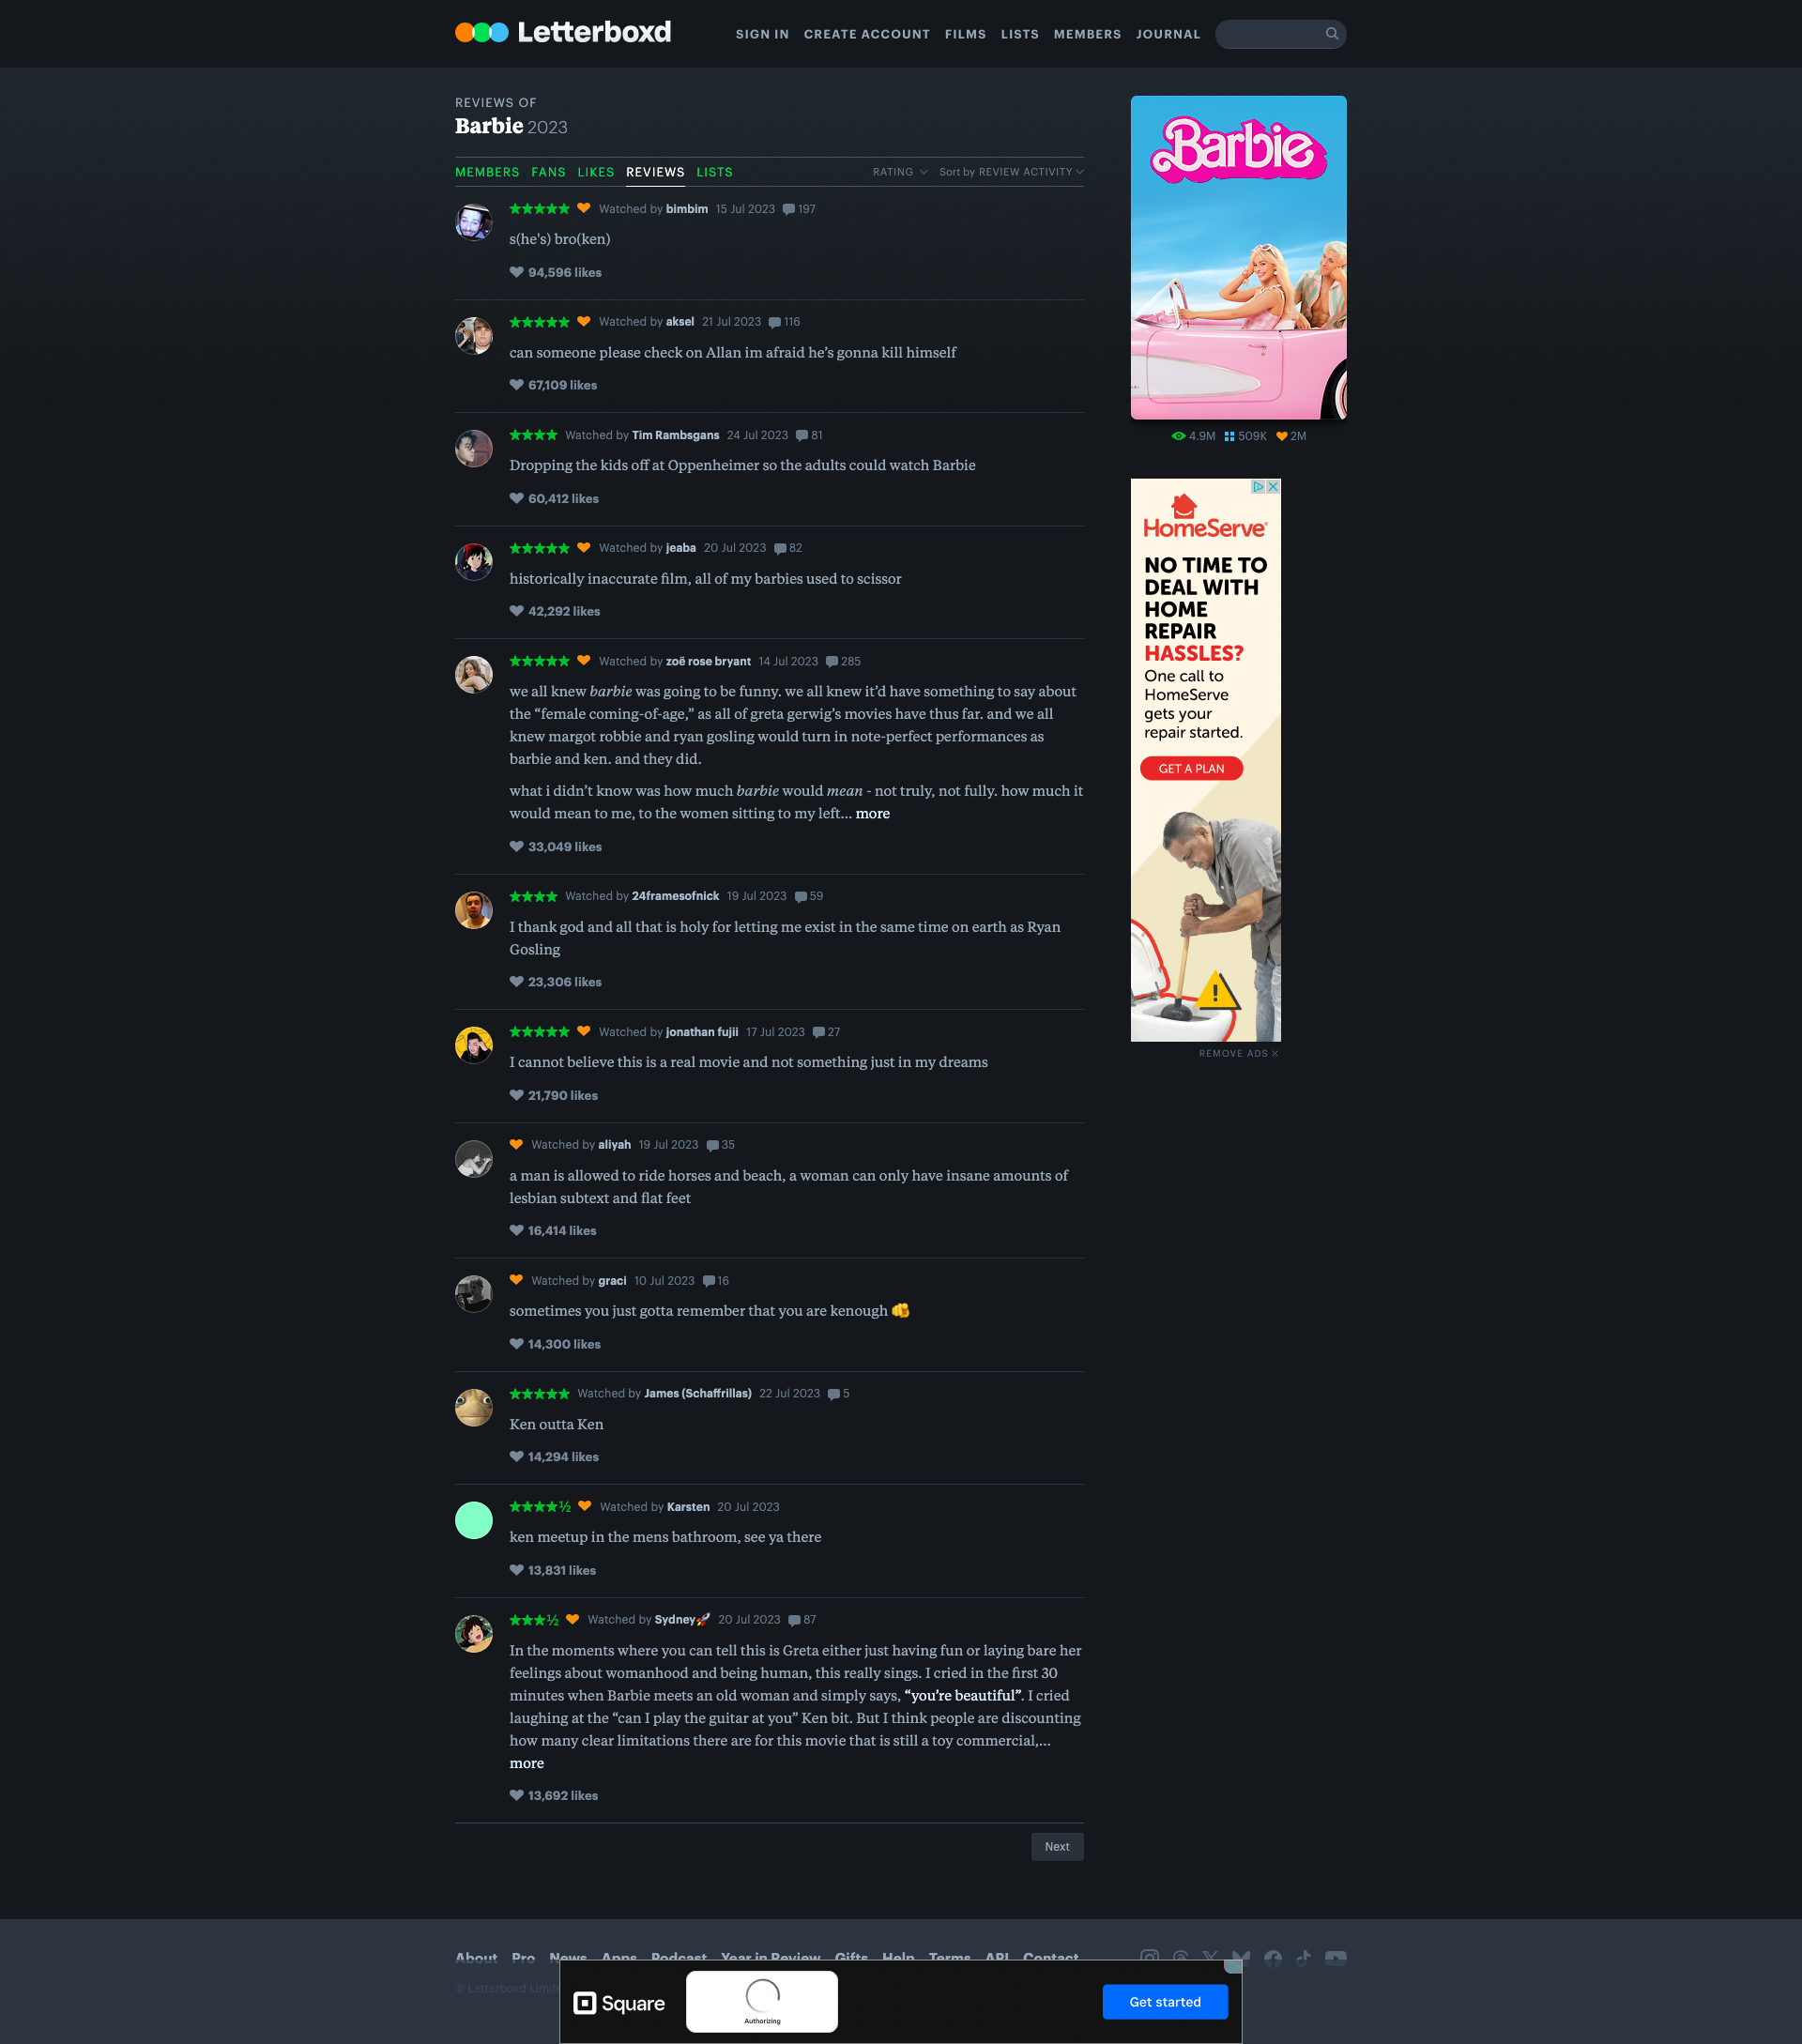 Letterboxd
SIGN IN CREATE ACCOUNT FILMS LISTS MEMBERS JOURNAL
REVIEWS OF
Barbie 2023
MEMBERS FANS LIKES REVIEWS LISTS RATING Sort by REVIEW ACTIVITY
Watched by bimbim 15 Jul 2023 197
s(he's) bro(ken)
94,596 likes
Watched by aksel 21 Jul 2023 116
can someone please check on Allan im afraid he's gonna kill himself
67,109 likes
Watched by Tim Rambsgans 24 Jul 2023 81
Dropping the kids off at Oppenheimer so the adults could watch Barbie
60,412 likes
Watched by jeaba 20 Jul 2023 82
historically inaccurate film, all of my barbies used to scissor
42,292 likes
Watched by zoë rose bryant 14 Jul 2023 285
we all knew barbie was going to be funny. we all knew it'd have something to say about
the “female coming-of-age,” as all of greta gerwig's movies have thus far. and we all
knew margot robbie and ryan gosling would turn in note-perfect performances as
barbie and ken. and they did.
what i didn't know was how much barbie would mean - not truly, not fully. how much it
would mean to me, to the women sitting to my left… more
33,049 likes
Watched by 24framesofnick 19 Jul 2023 59
I thank god and all that is holy for letting me exist in the same time on earth as Ryan
Gosling
23,306 likes
Watched by jonathan fujii 17 Jul 2023 27
I cannot believe this is a real movie and not something just in my dreams
21,790 likes
Watched by aliyah 19 Jul 2023 35
a man is allowed to ride horses and beach, a woman can only have insane amounts of
lesbian subtext and flat feet
16,414 likes
Watched by graci 10 Jul 2023 16
sometimes you just gotta remember that you are kenough 🫵
14,300 likes
Watched by James (Schaffrillas) 22 Jul 2023 5
Ken outta Ken
14,294 likes
½ Watched by Karsten 20 Jul 2023
ken meetup in the mens bathroom, see ya there
13,831 likes
½ Watched by Sydney🚀 20 Jul 2023 87
In the moments where you can tell this is Greta either just having fun or laying bare her
feelings about womanhood and being human, this really sings. I cried in the first 30
minutes when Barbie meets an old woman and simply says, “you're beautiful”. I cried
laughing at the “can I play the guitar at you” Ken bit. But I think people are discounting
how many clear limitations there are for this movie that is still a toy commercial,…
more
13,692 likes
Next
Barbie
4.9M 509K 2M
HomeServe
NO TIME TO
DEAL WITH
HOME
REPAIR
HASSLES?
One call to
HomeServe
gets your
repair started.
GET A PLAN
REMOVE ADS
About Pro News Apps Podcast Year in Review Gifts Help Terms API Contact
© Letterboxd
Square
Authorizing
Get started